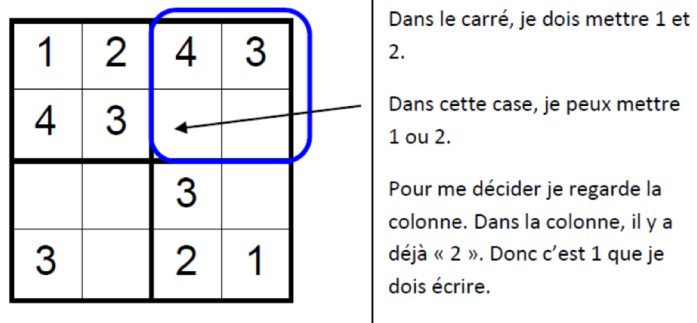 1 2 4 3
4 3
3
3 2 1
Dans le carré, je dois mettre 1 et
2.
Dans cette case, je peux mettre
1 ou 2.
Pour me décider je regarde la
colonne. Dans la colonne, il y a
déjà « 2 ». Donc c’est 1 que je
dois écrire.